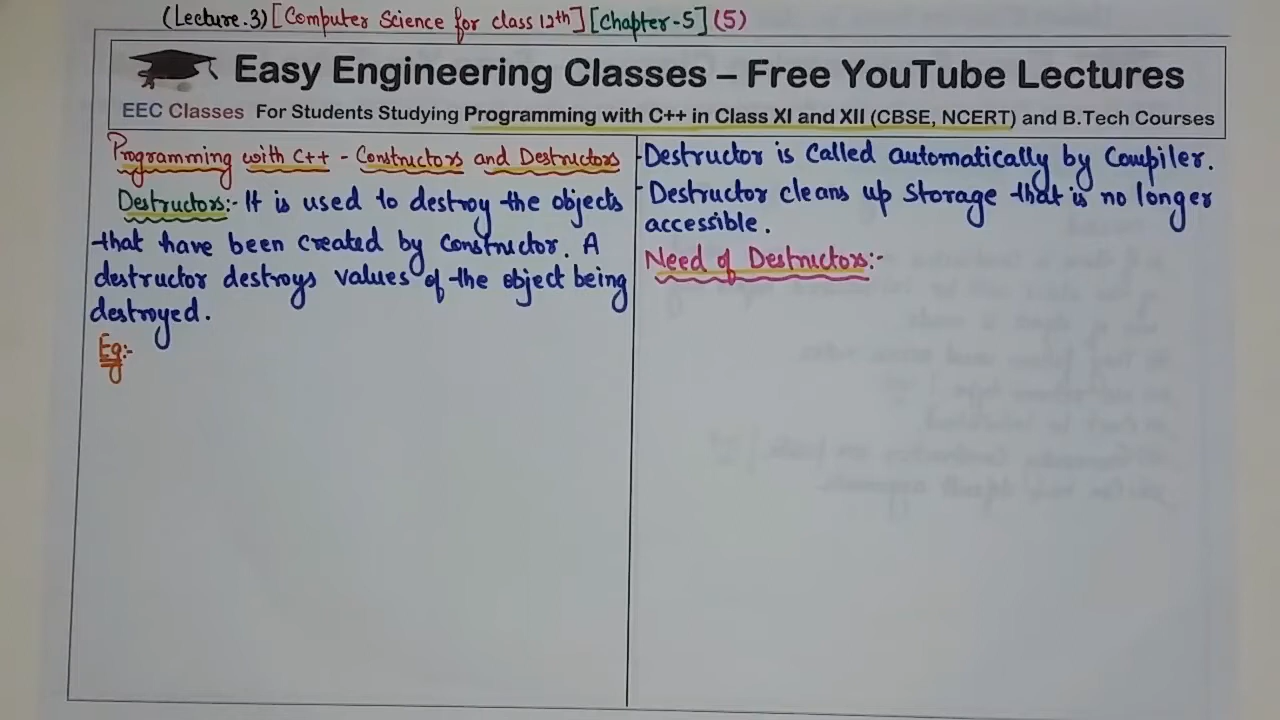 (Lecture.3) [Computer Science for class 12th] [Chapter-5] (5)
Easy Engineering Classes – Free YouTube Lectures
EEC Classes For Students Studying Programming with C++ in Class XI and XII (CBSE, NCERT) and B.Tech Courses
Programming with C++ - Constructors and Destructors
Destructors:- It is used to destroy the objects
that have been created by Constructor. A
destructor destroys values of the object being
destroyed.
Eg:-
- Destructor is Called automatically by Compiler.
- Destructor cleans up Storage that is no longer
accessible.
Need of Destructors:-